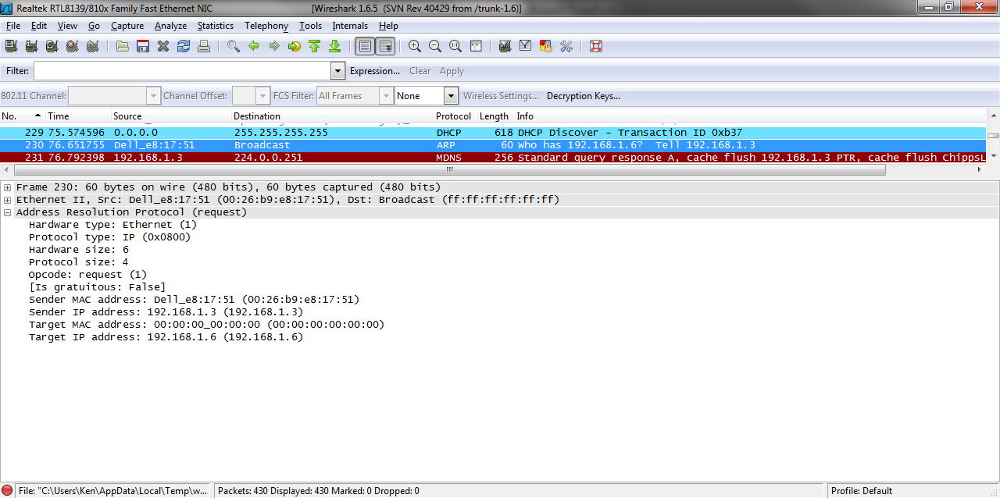 Realtek RTL8139/810x Family Fast Ethernet NIC [Wireshark 1.6.5 (SVN Rev 40429 from /trunk-1.6)]
File Edit View Go Capture Analyze Statistics Telephony Tools Internals Help
Filter: Expression... Clear Apply
802.11 Channel: Channel Offset: FCS Filter: All Frames None Wireless Settings... Decryption Keys...
No. Time Source Destination Protocol Length Info
229 75.574596 0.0.0.0 255.255.255.255 DHCP 618 DHCP Discover - Transaction ID 0xb37
230 76.651755 Dell_e8:17:51 Broadcast ARP 60 Who has 192.168.1.6? Tell 192.168.1.3
231 76.792398 192.168.1.3 224.0.0.251 MDNS 256 Standard query response A, cache flush 192.168.1.3 PTR, cache flush ChippsL
Frame 230: 60 bytes on wire (480 bits), 60 bytes captured (480 bits)
Ethernet II, Src: Dell_e8:17:51 (00:26:b9:e8:17:51), Dst: Broadcast (ff:ff:ff:ff:ff:ff)
Address Resolution Protocol (request)
Hardware type: Ethernet (1)
Protocol type: IP (0x0800)
Hardware size: 6
Protocol size: 4
Opcode: request (1)
[Is gratuitous: False]
Sender MAC address: Dell_e8:17:51 (00:26:b9:e8:17:51)
Sender IP address: 192.168.1.3 (192.168.1.3)
Target MAC address: 00:00:00_00:00:00 (00:00:00:00:00:00)
Target IP address: 192.168.1.6 (192.168.1.6)
File: "C:\Users\Ken\AppData\Local\Temp\w... Packets: 430 Displayed: 430 Marked: 0 Dropped: 0 Profile: Default